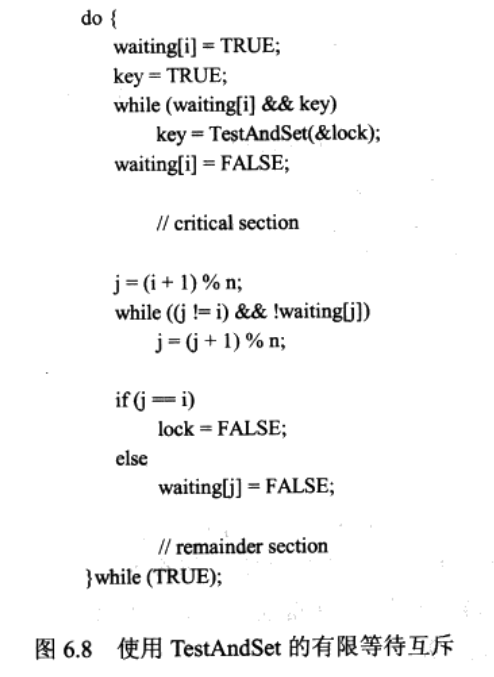 do {
waiting[i] = TRUE;
key = TRUE;
while (waiting[i] && key)
key = TestAndSet(&lock);
waiting[i] = FALSE;
// critical section
j = (i + 1) % n;
while ((j != i) && !waiting[j])
j = (j + 1) % n;
if (j == i)
lock = FALSE;
else
waiting[j] = FALSE;
// remainder section
}while (TRUE);
图 6.8 使用 TestAndSet 的有限等待互斥